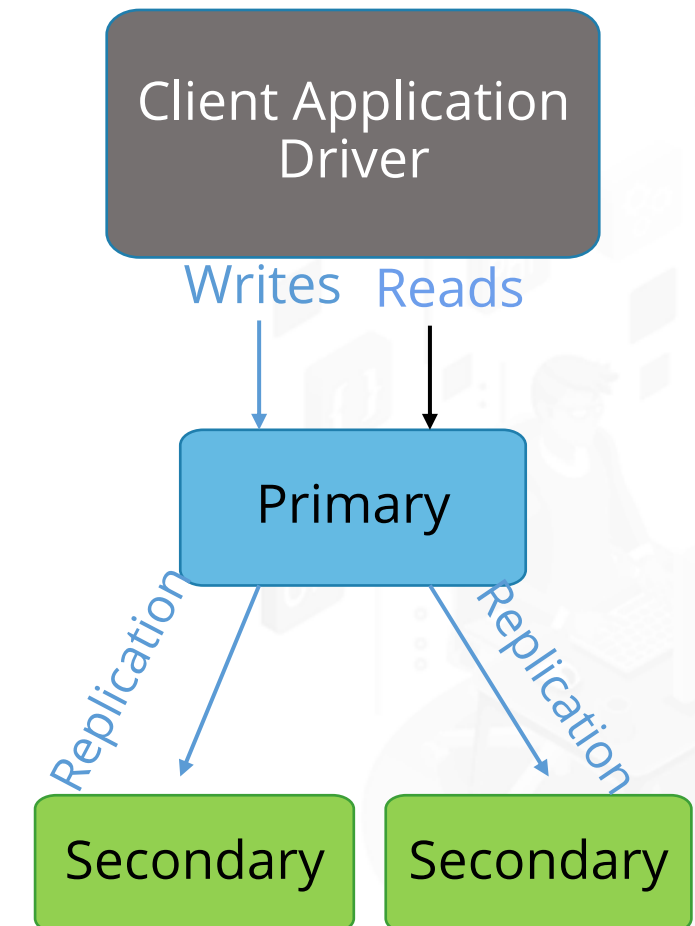 Client Application
Driver
Writes
Reads
Primary
Replication
Replication
Secondary
Secondary